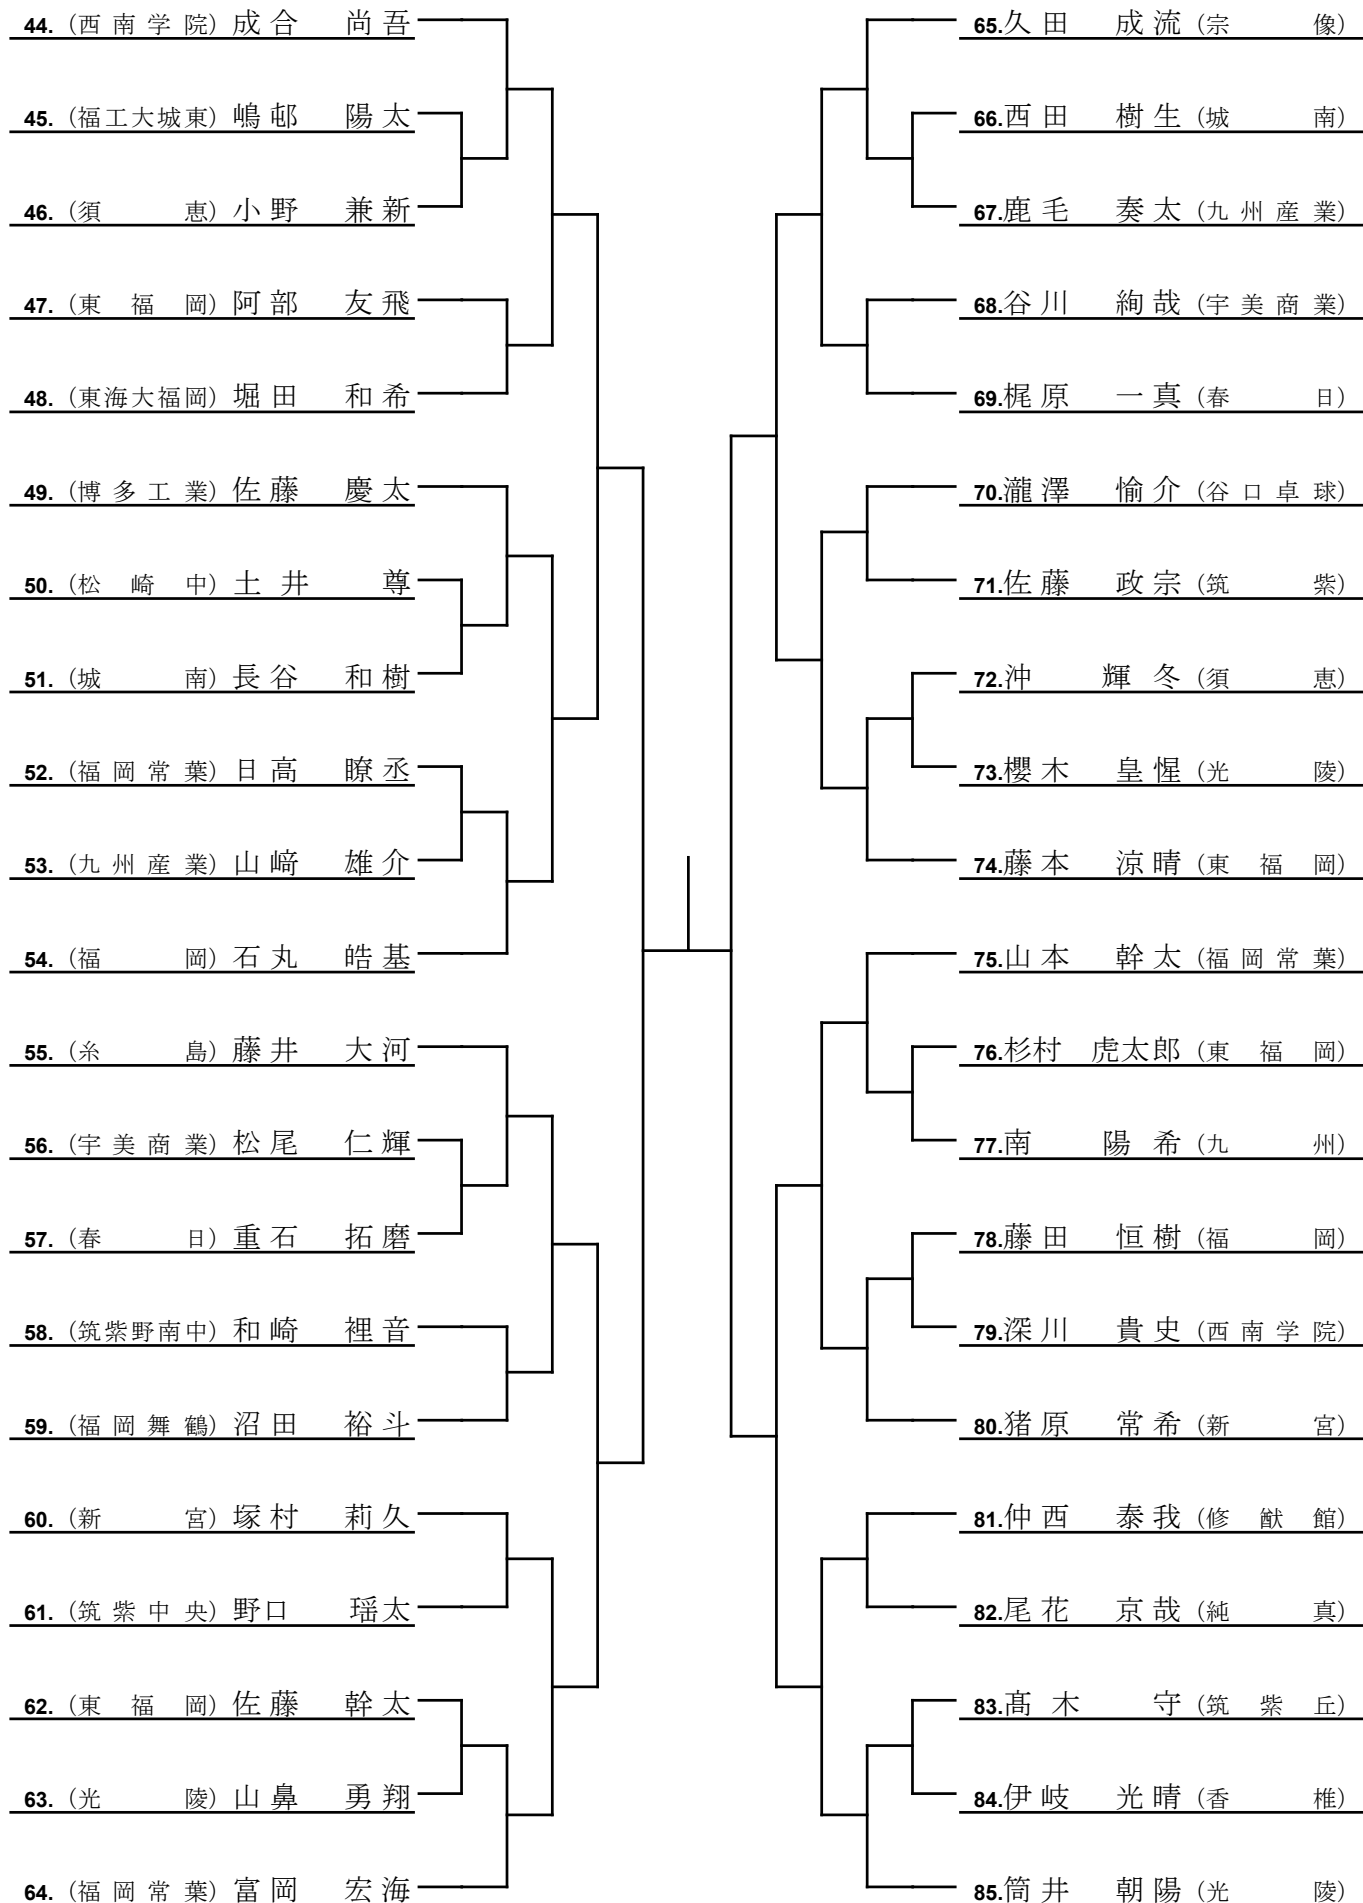 44. (西南学院) 成合 尚吾
45. (福工大城東) 嶋邨 陽太
46. (須恵) 小野 兼新
47. (東福岡) 阿部 友飛
48. (東海大福岡) 堀田 和希
49. (博多工業) 佐藤 慶太
50. (松崎中) 土井 尊
51. (城南) 長谷 和樹
52. (福岡常葉) 日高 瞭丞
53. (九州産業) 山﨑 雄介
54. (福岡) 石丸 皓基
55. (糸島) 藤井 大河
56. (宇美商業) 松尾 仁輝
57. (春日) 重石 拓磨
58. (筑紫野南中) 和崎 裡音
59. (福岡舞鶴) 沼田 裕斗
60. (新宮) 塚村 莉久
61. (筑紫中央) 野口 瑶太
62. (東福岡) 佐藤 幹太
63. (光陵) 山鼻 勇翔
64. (福岡常葉) 富岡 宏海
65.久田 成流 (宗像)
66.西田 樹生 (城南)
67.鹿毛 奏太 (九州産業)
68.谷川 絢哉 (宇美商業)
69.梶原 一真 (春日)
70.瀧澤 愉介 (谷口卓球)
71.佐藤 政宗 (筑紫)
72.沖 輝冬 (須恵)
73.櫻木 皇惺 (光陵)
74.藤本 涼晴 (東福岡)
75.山本 幹太 (福岡常葉)
76.杉村 虎太郎 (東福岡)
77.南 陽希 (九州)
78.藤田 恒樹 (福岡)
79.深川 貴史 (西南学院)
80.猪原 常希 (新宮)
81.仲西 泰我 (修猷館)
82.尾花 京哉 (純真)
83.髙木 守 (筑紫丘)
84.伊岐 光晴 (香椎)
85.筒井 朝陽 (光陵)